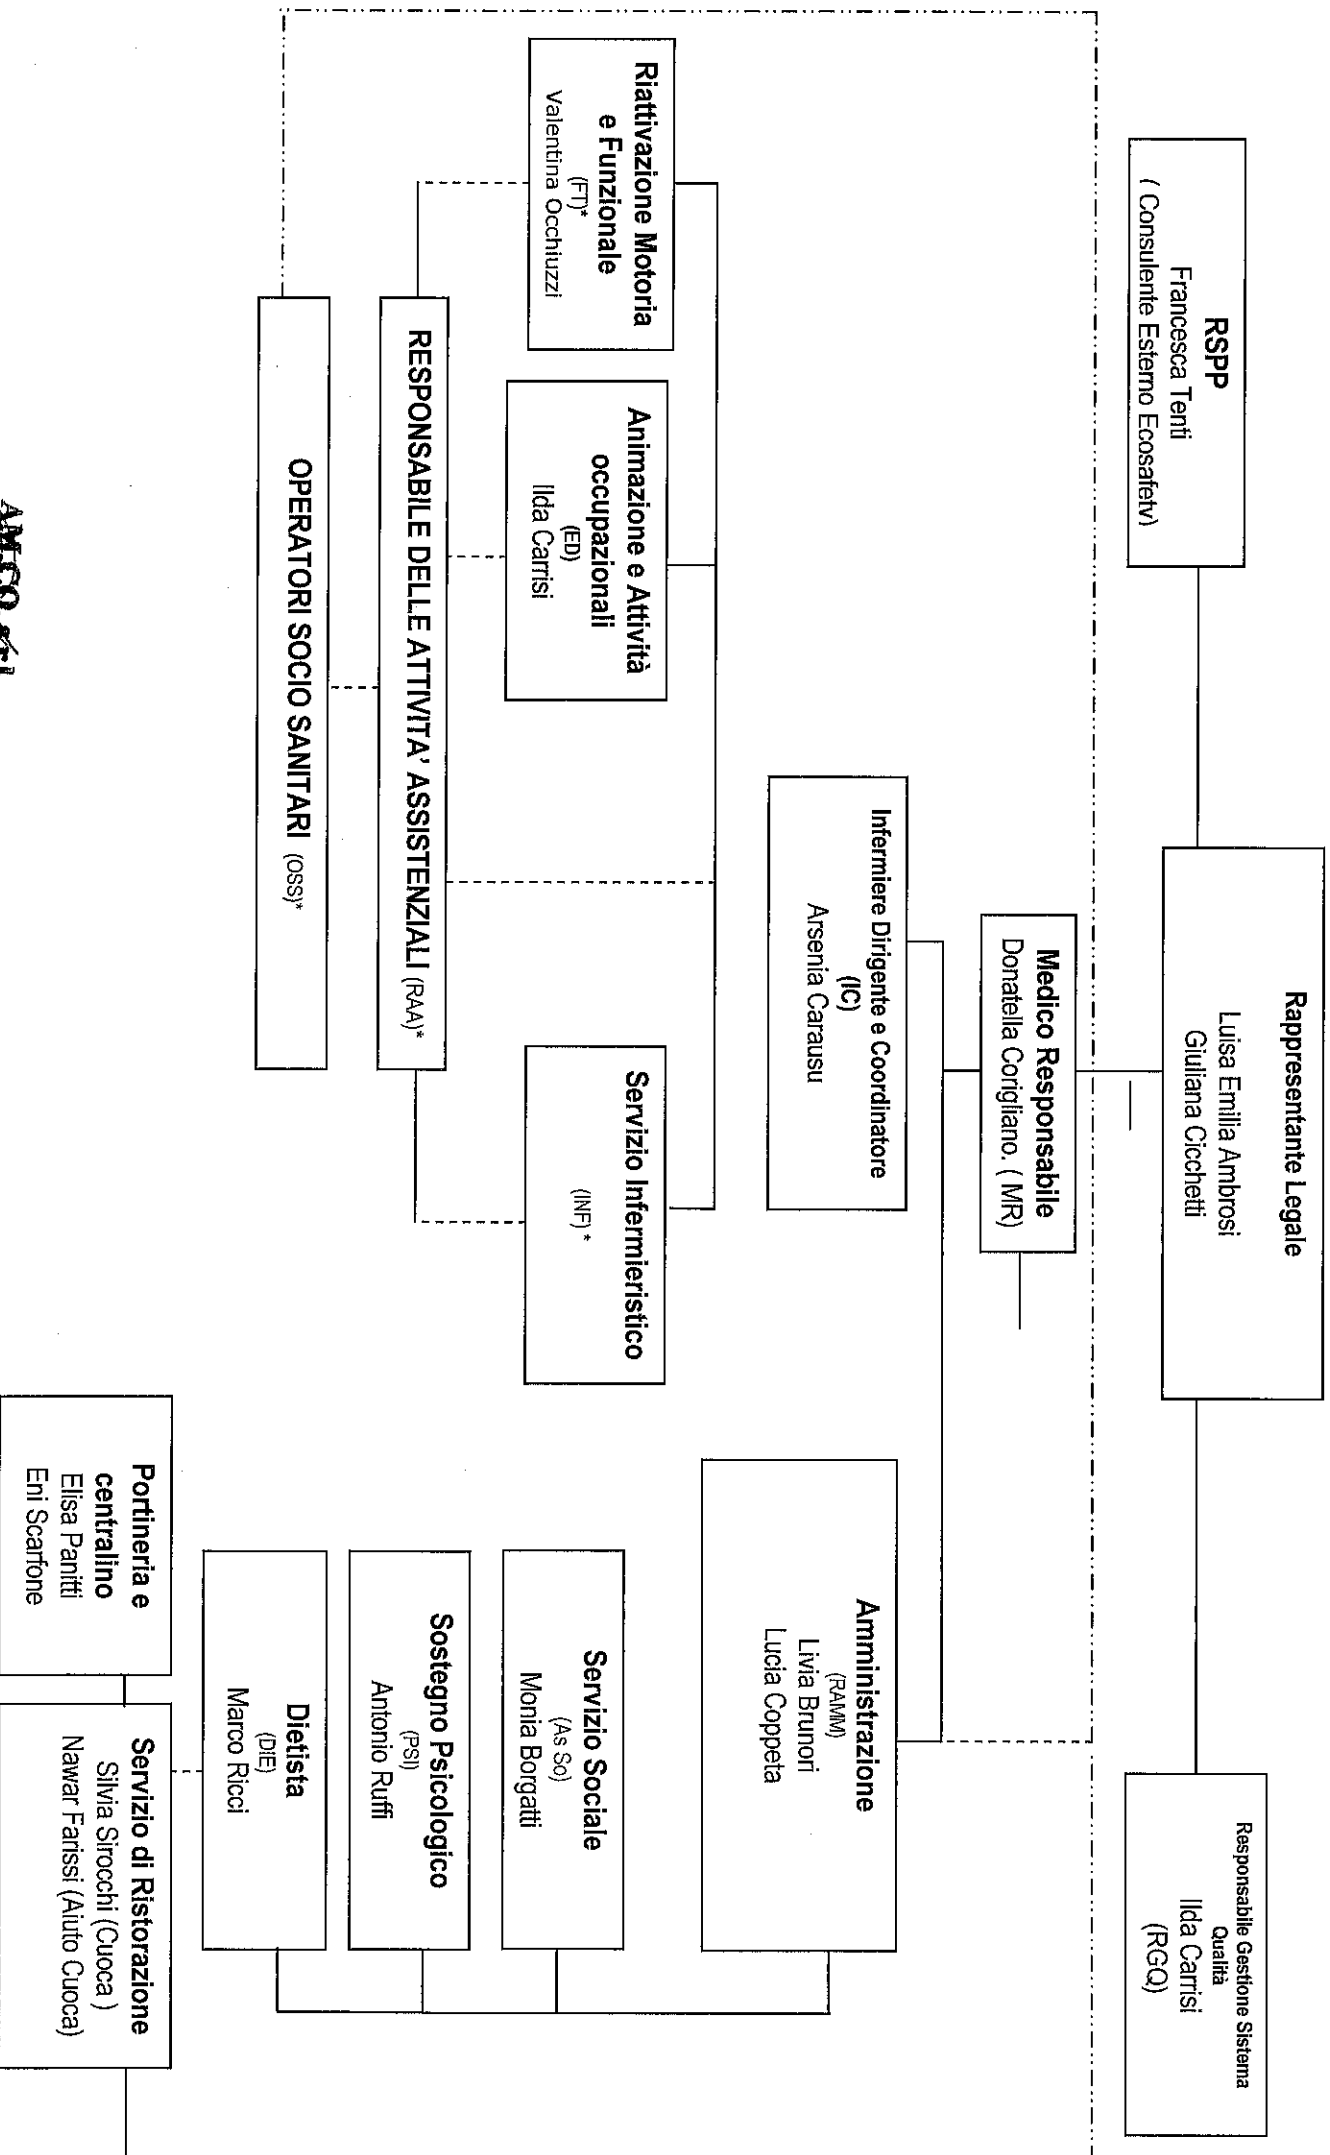 Rappresentante Legale
Luisa Emilia Ambrosi
Giuliana Cicchetti
RSPP
Francesca Tenti
( Consulente Esterno Ecosafety)
Responsabile Gestione Sistema
Qualità
Ilda Carrisi
(RGQ)
Medico Responsabile
Donatella Corigliano. ( MR)
Infermiere Dirigente e Coordinatore
(IC)
Arsenia Carausu
Amministrazione
(RAMM)
Livia Brunori
Lucia Coppeta
Riattivazione Motoria
e Funzionale
(FT)*
Valentina Occhiuzzi
Animazione e Attività
occupazionali
(ED)
Ilda Carrisi
Servizio Infermieristico
(INF) *
Servizio Sociale
(As So)
Monia Borgatti
Sostegno Psicologico
(PSI)
Antonio Ruffi
Dietista
(DIE)
Marco Ricci
RESPONSABILE DELLE ATTIVITA' ASSISTENZIALI (RAA)*
OPERATORI SOCIO SANITARI (OSS)*
Portineria e
centralino
Elisa Panitti
Eni Scarfone
Servizio di Ristorazione
Silvia Sirocchi (Cuoca )
Nawar Farissi (Aiuto Cuoca)